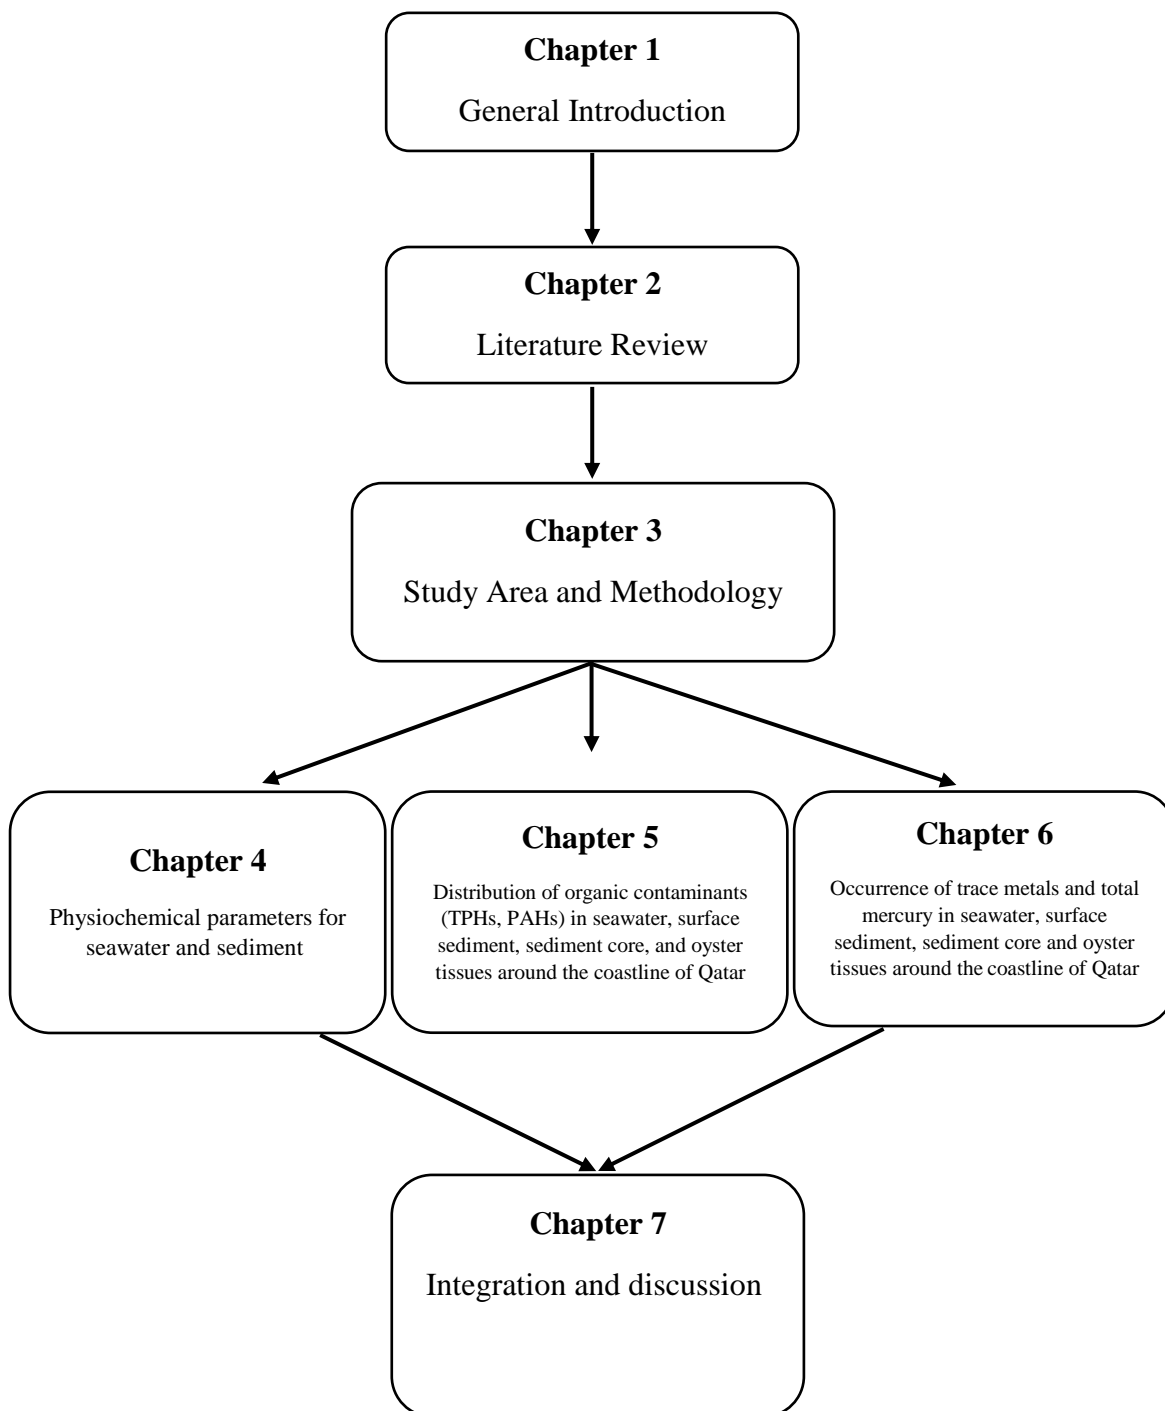 Chapter 1
General Introduction
Chapter 2
Literature Review
Chapter 3
Study Area and Methodology
Chapter 4
Physiochemical parameters for
seawater and sediment
Chapter 5
Distribution of organic contaminants
(TPHs, PAHs) in seawater, surface
sediment, sediment core, and oyster
tissues around the coastline of Qatar
Chapter 6
Occurrence of trace metals and total
mercury in seawater, surface
sediment, sediment core and oyster
tissues around the coastline of Qatar
Chapter 7
Integration and discussion